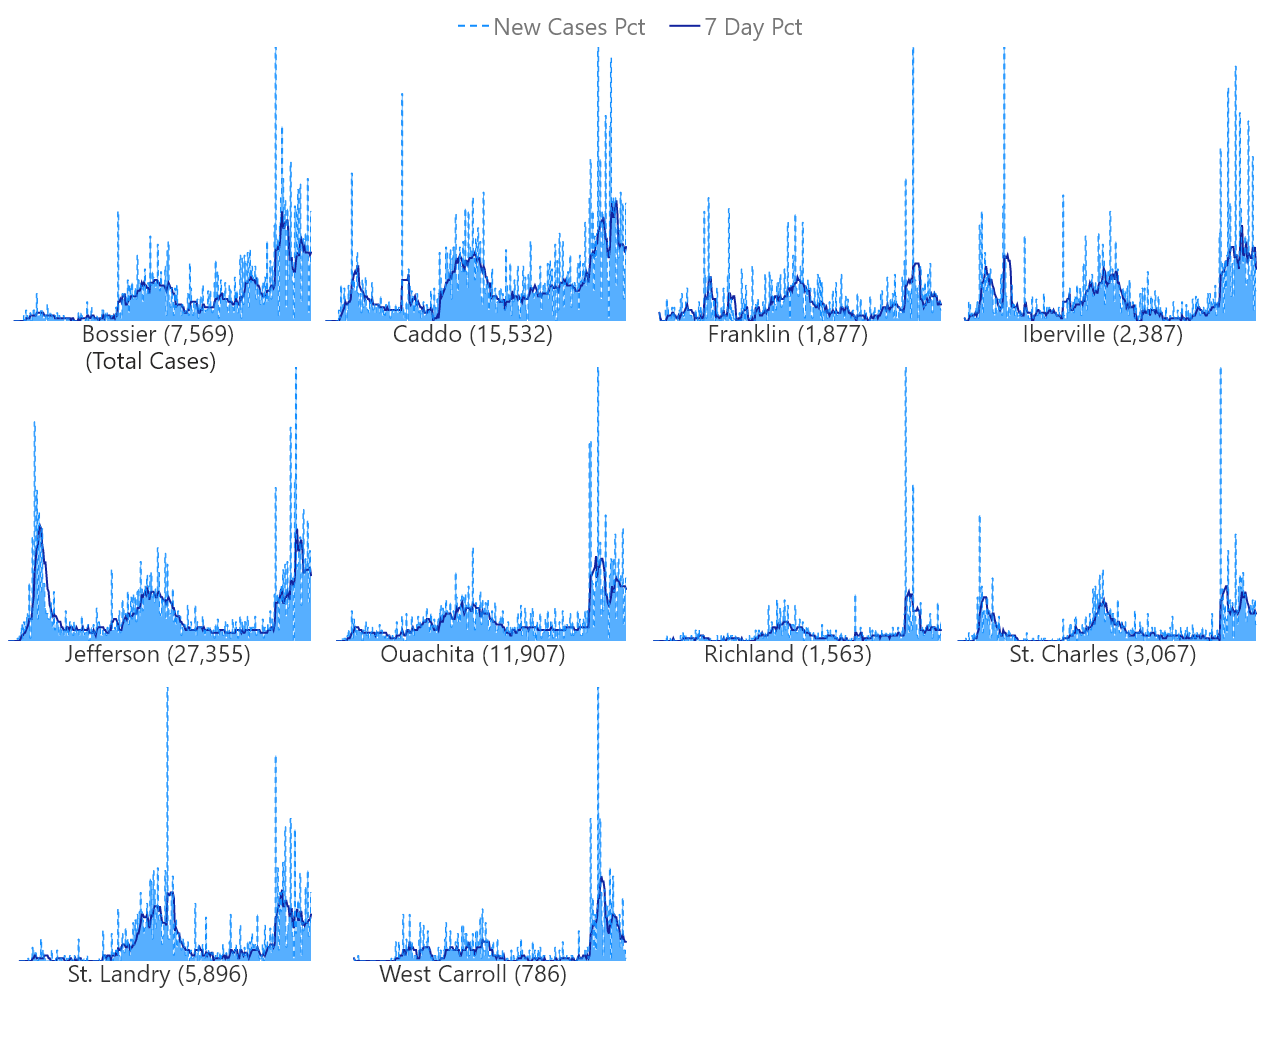 New Cases Pct 7 Day Pct
Bossier (7,569) Caddo (15,532) Franklin (1,877) Iberville (2,387)
(Total Cases)
Jefferson (27,355) Ouachita (11,907) Richland (1,563) St. Charles (3,067)
St. Landry (5,896) West Carroll (786)